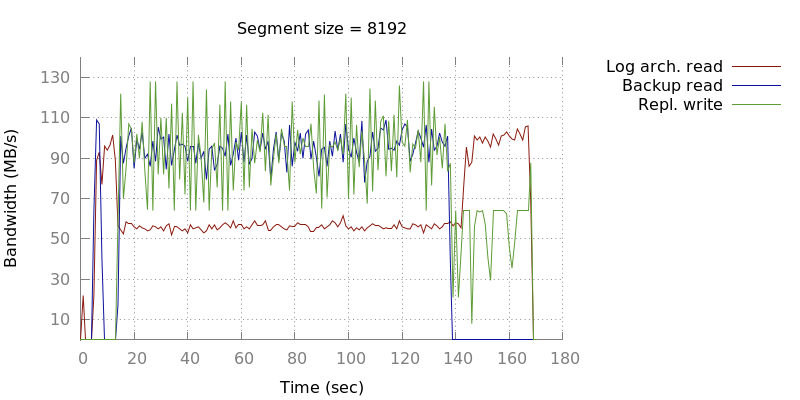 Segment size = 8192
Log arch. read
Backup read
Repl. write
Bandwidth (MB/s)
130
110
90
70
50
30
10
0 20 40 60 80 100 120 140 160 180
Time (sec)